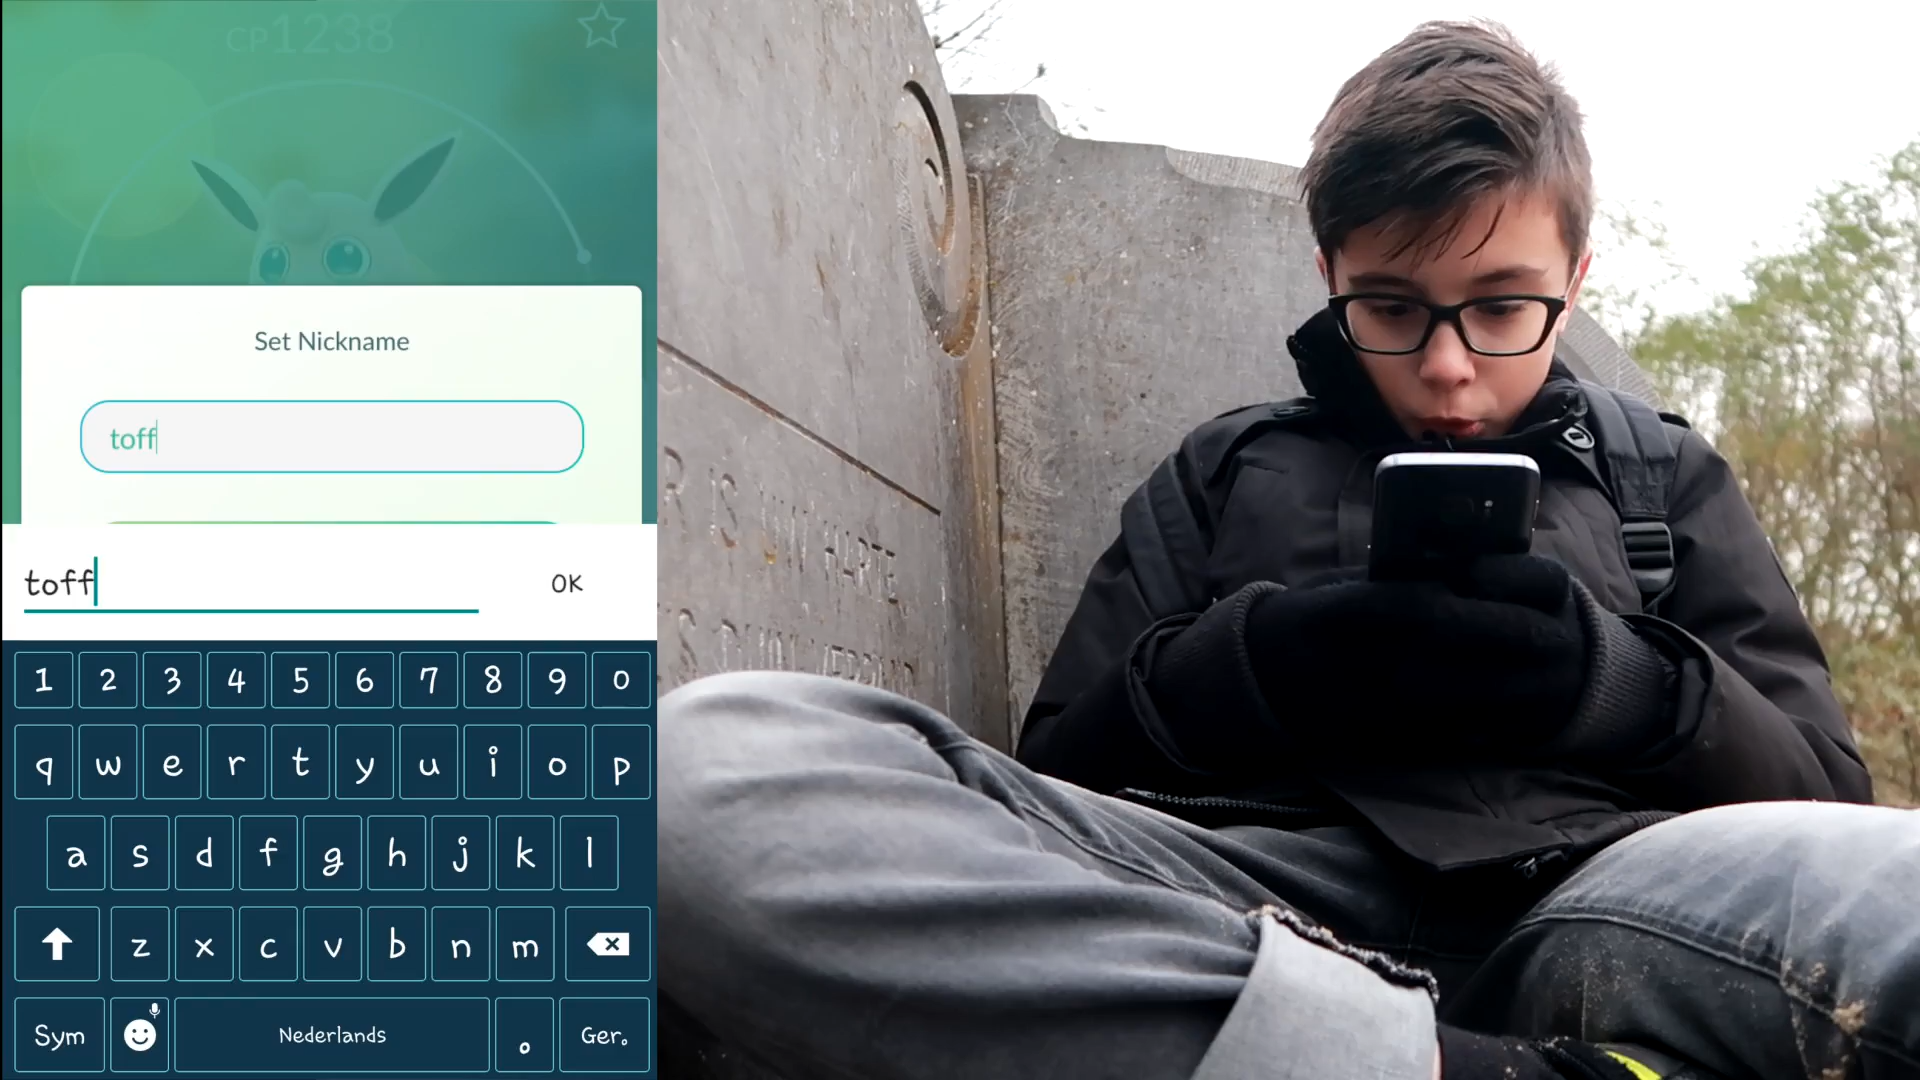 CP1238
Set Nickname
toff
toff
OK
1 2 3 4 5 6 7 8 9 0
q w e r t y u i o p
a s d f g h j k l
z x c v b n m
Sym Nederlands . Ger.
R IS UW HARTE